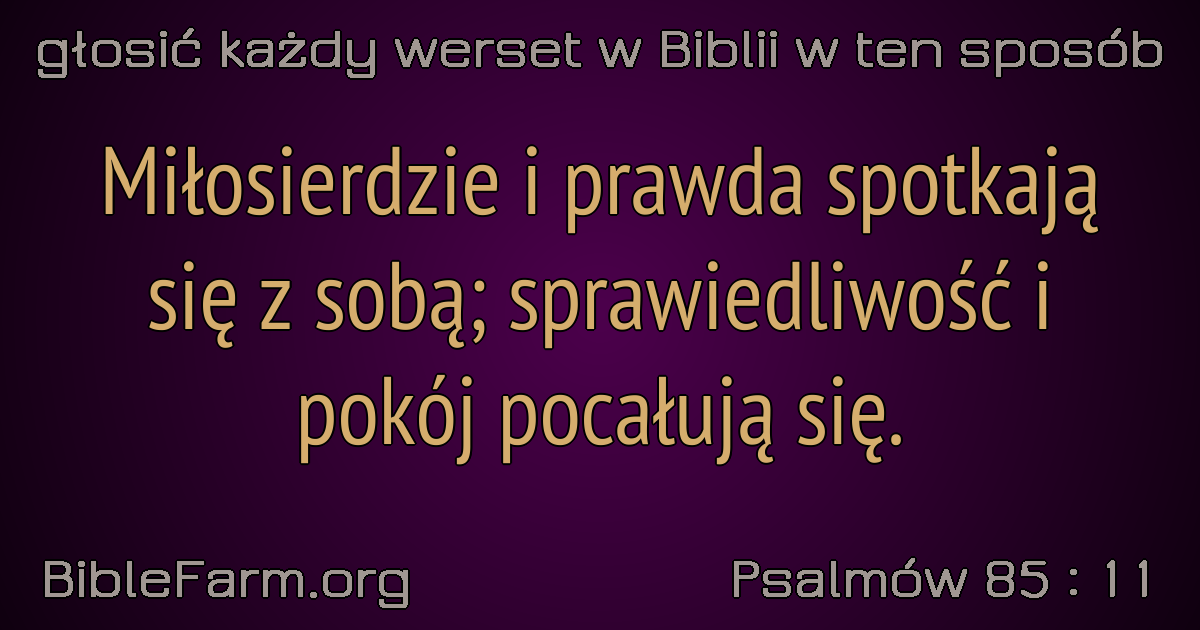 głosić każdy werset w Biblii w ten sposób
Miłosierdzie i prawda spotkają
się z sobą; sprawiedliwość i
pokój pocałują się.
BibleFarm.org
Psalmów 85 : 11